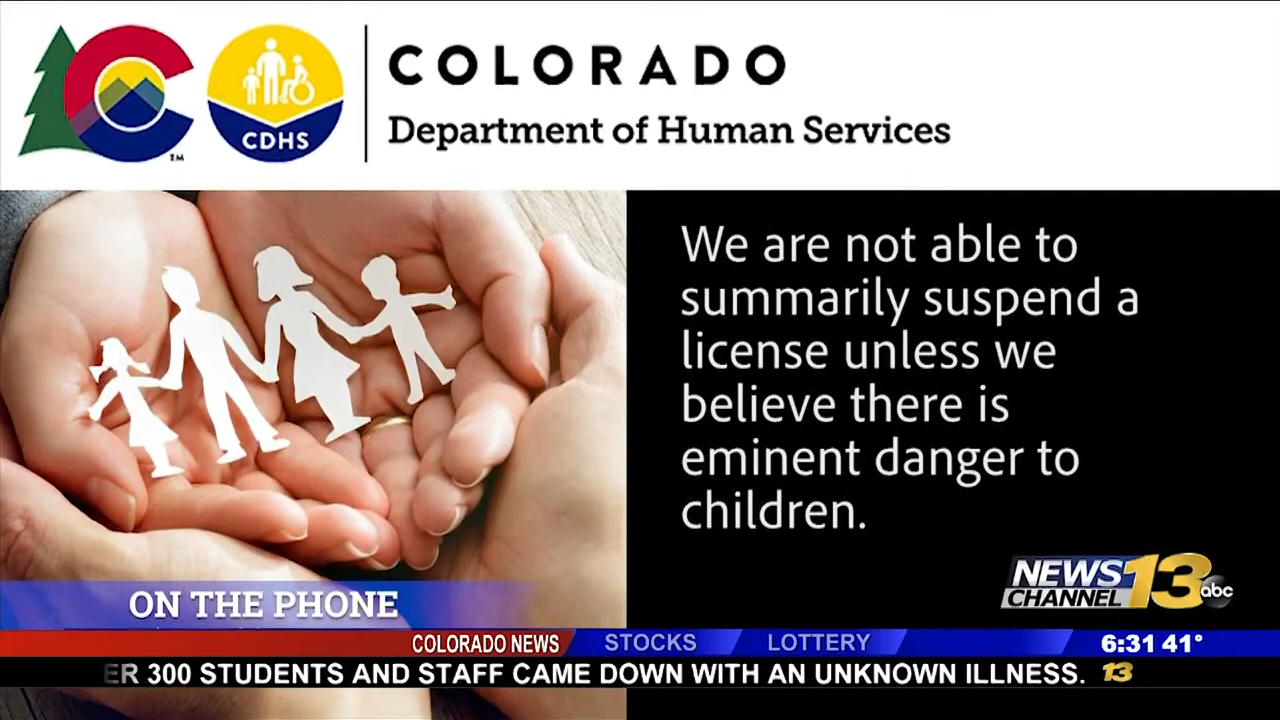 COLORADO
Department of Human Services
™
CDHS
We are not able to
summarily suspend a
license unless we
believe there is
eminent danger to
children.
NEWS 13 abc
CHANNEL
ON THE PHONE
COLORADO NEWS STOCKS LOTTERY 6:31 41°
ER 300 STUDENTS AND STAFF CAME DOWN WITH AN UNKNOWN ILLNESS. 13